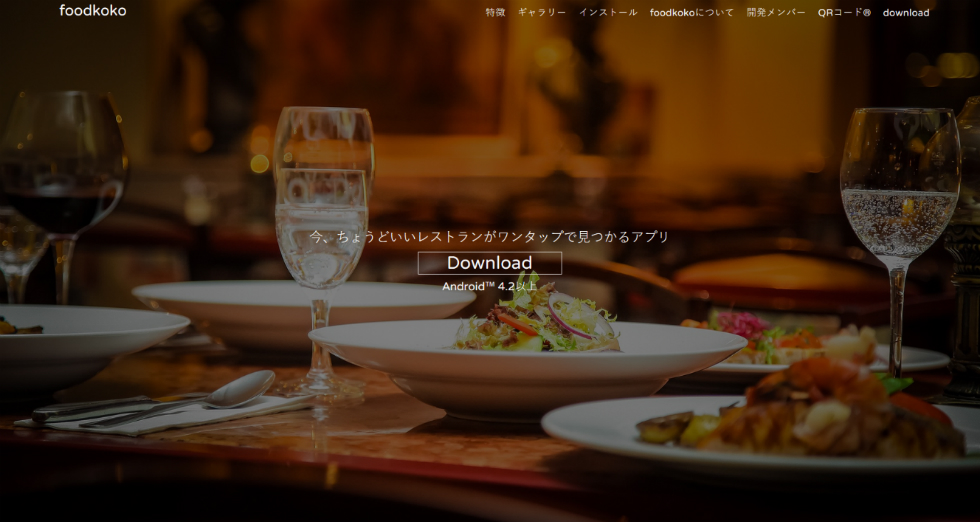 foodkoko
特徴 ギャラリー インストール foodkokoについて 開発メンバー QRコード® download
今、ちょうどいいレストランがワンタップで見つかるアプリ
Download
Android™ 4.2以上